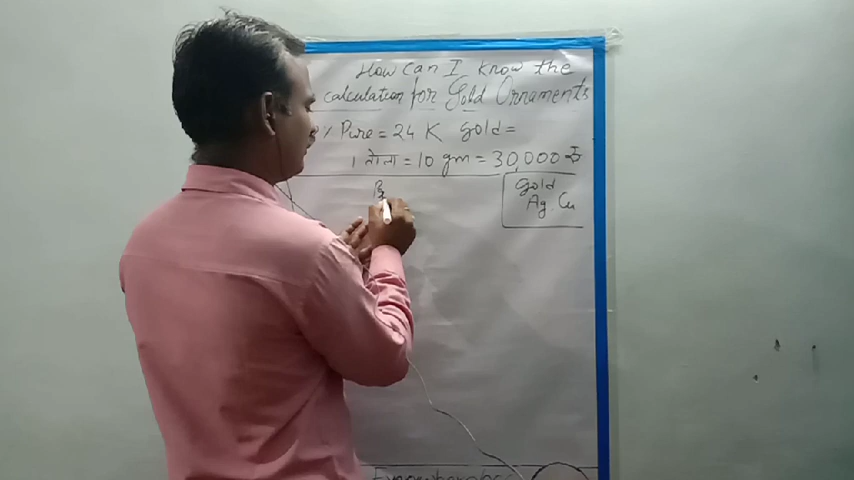 How can I know the
calculation for Gold Ornaments
% Pure = 24 K Gold =
1 तोला = 10 gm = 30,000 रु
Gold
Ag, Cu